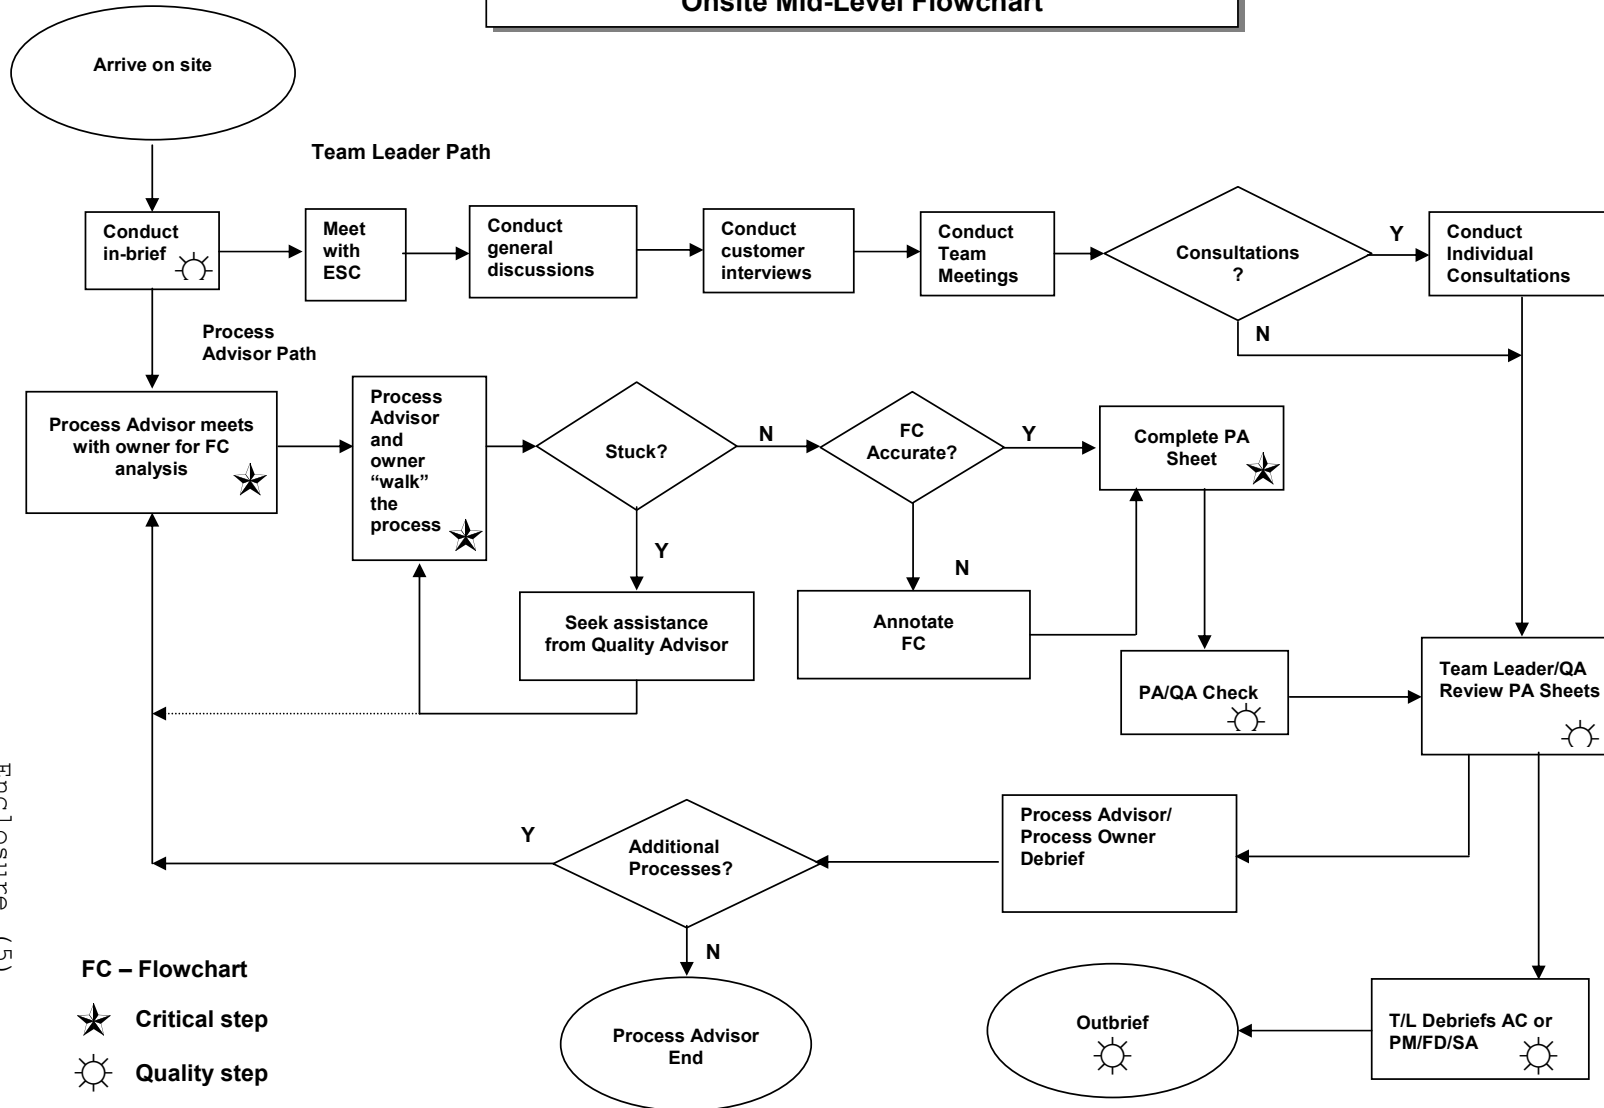 Onsite Mid-Level Flowchart
Arrive on site
Team Leader Path
Conduct
in-brief
Meet
with
ESC
Conduct
general
discussions
Conduct
customer
interviews
Conduct
Team
Meetings
Consultations
?
Y
Conduct
Individual
Consultations
N
Process
Advisor Path
Process Advisor meets
with owner for FC
analysis
Process
Advisor
and
owner
“walk”
the
process
Stuck?
N
FC
Accurate?
Y
Complete PA
Sheet
Y
N
Seek assistance
from Quality Advisor
Annotate
FC
PA/QA Check
Team Leader/QA
Review PA Sheets
Process Advisor/
Process Owner
Debrief
Additional
Processes?
Y
N
Process Advisor
End
Outbrief
T/L Debriefs AC or
PM/FD/SA
FC – Flowchart
Critical step
Quality step
Enclosure (5)